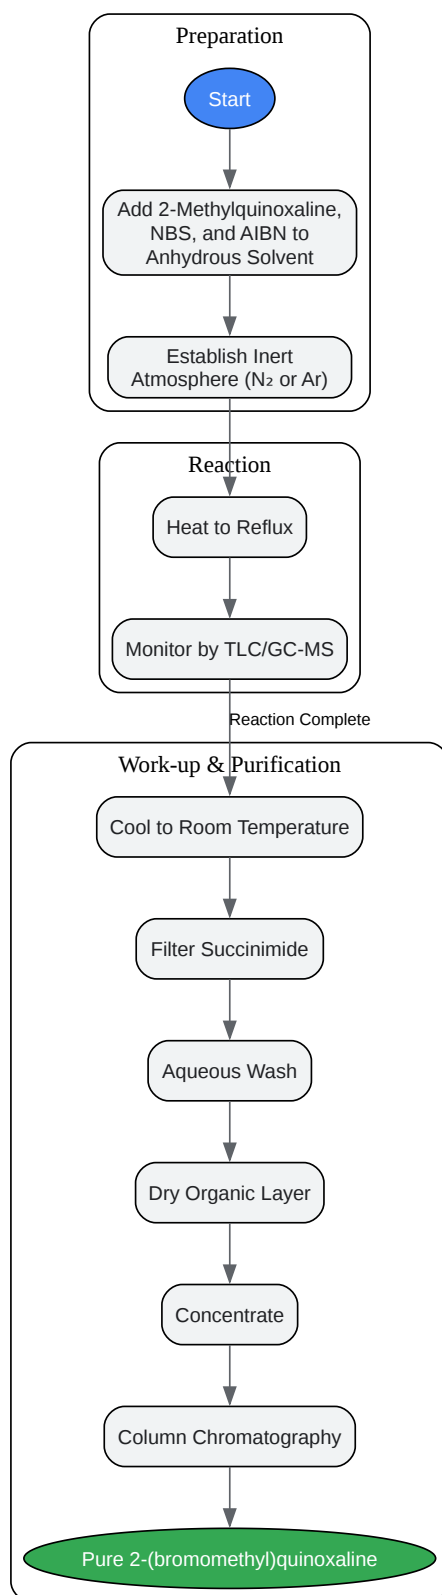 Preparation
Start
Add 2-Methylquinoxaline,
NBS, and AIBN to
Anhydrous Solvent
Establish Inert
Atmosphere (N₂ or Ar)
Reaction
Heat to Reflux
Monitor by TLC/GC-MS
Reaction Complete
Work-up & Purification
Cool to Room Temperature
Filter Succinimide
Aqueous Wash
Dry Organic Layer
Concentrate
Column Chromatography
Pure 2-(bromomethyl)quinoxaline